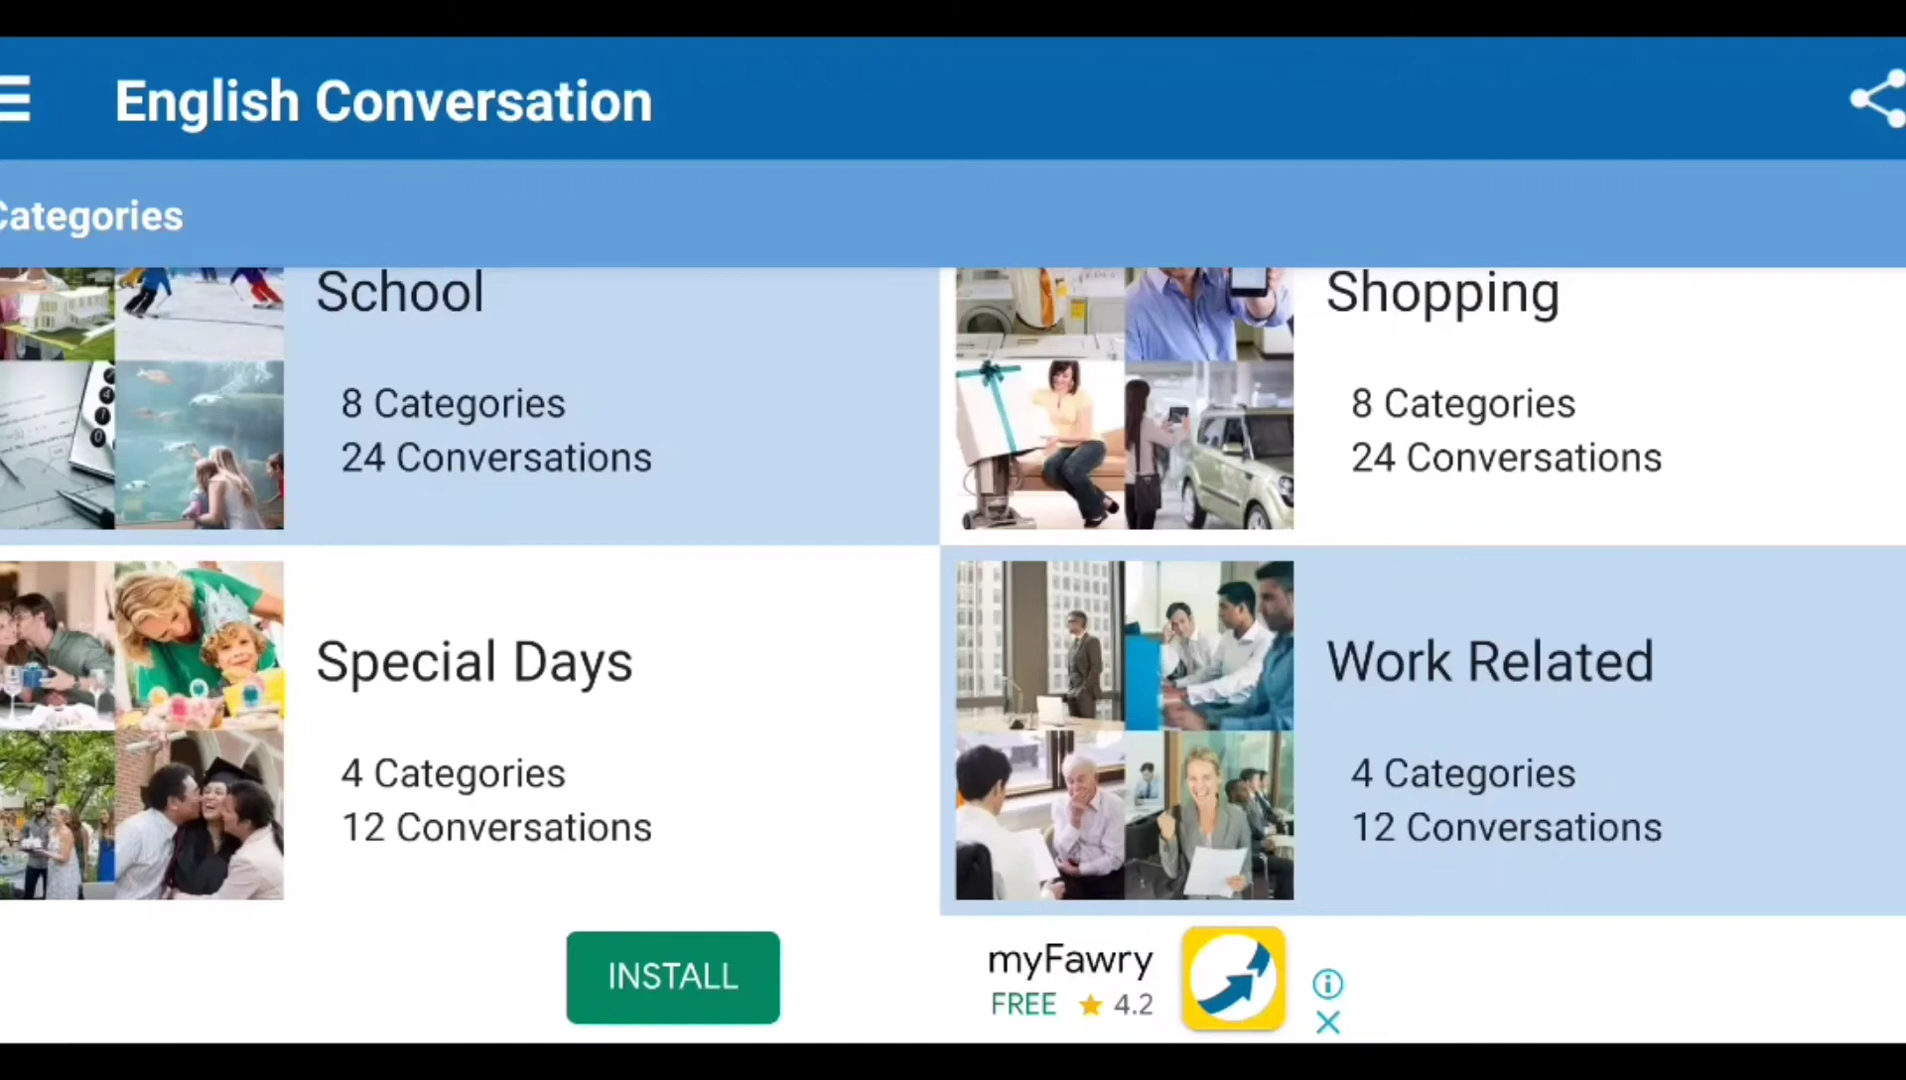 English Conversation
Categories
School
8 Categories
24 Conversations
Shopping
8 Categories
24 Conversations
Special Days
4 Categories
12 Conversations
Work Related
4 Categories
12 Conversations
INSTALL
myFawry
FREE ★ 4.2